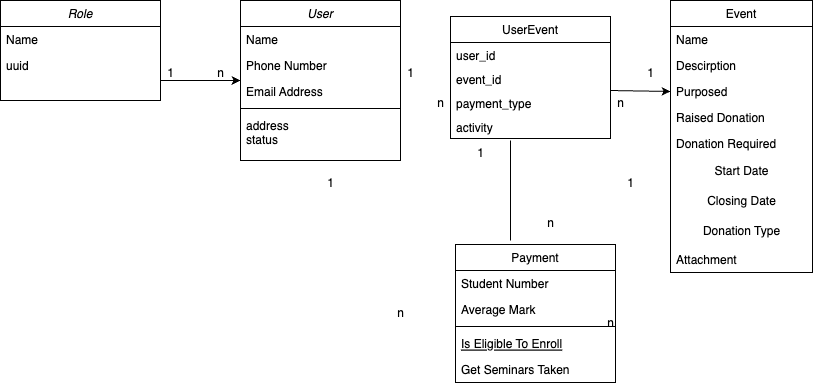 Role
Name
uuid
1
n
User
Name
Phone Number
Email Address
address
status
1
n
UserEvent
user_id
event_id
payment_type
activity
1
n
Event
Name
Descirption
Purposed
Raised Donation
Donation Required
Start Date
Closing Date
Donation Type
Attachment
1
1
1
n
n
n
Payment
Student Number
Average Mark
Is Eligible To Enroll
Get Seminars Taken